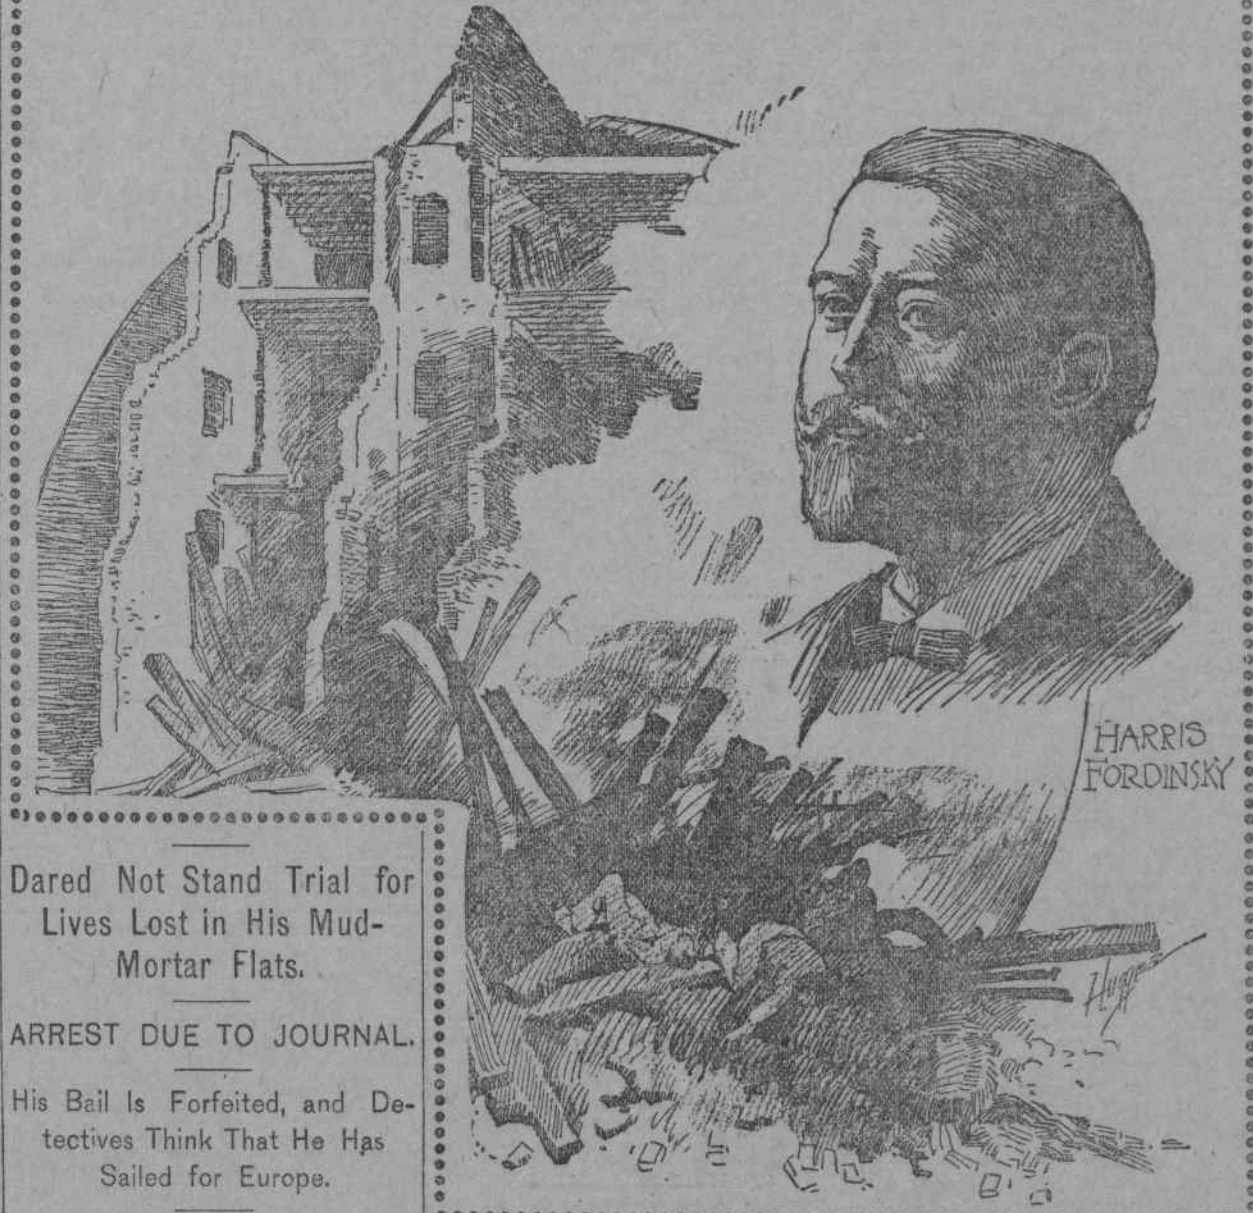 HARRIS
FORDINSKY
Dared Not Stand Trial for
Lives Lost in His Mud-
Mortar Flats.
ARREST DUE TO JOURNAL.
His Bail Is Forfeited, and De-
tectives Think That He Has
Sailed for Europe.